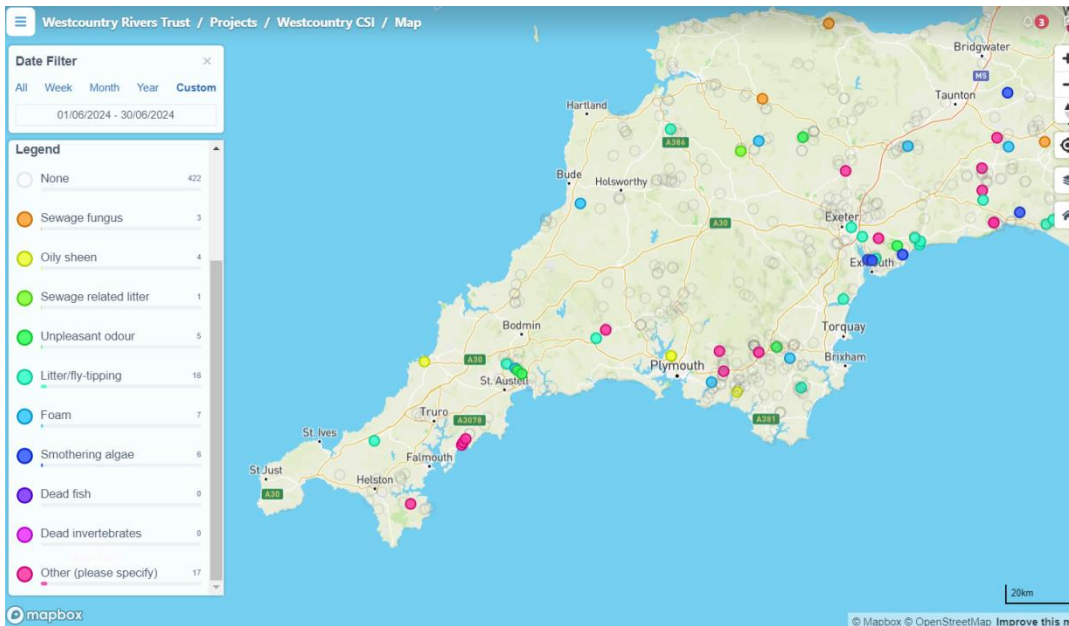 Westcountry Rivers Trust / Projects / Westcountry CSI / Map
3
Date Filter ×
All Week Month Year Custom
01/06/2024 - 30/06/2024
Legend
None 422
Sewage fungus 3
Oily sheen 4
Sewage related litter 1
Unpleasant odour 5
Litter/fly-tipping 16
Foam 7
Smothering algae 6
Dead fish 0
Dead invertebrates 0
Other (please specify) 17
mapbox
Bridgwater
M5
Taunton
Hartland
A386
Bude
Holsworthy
A30
Exeter
Exmouth
Bodmin
Torquay
A30
Plymouth
Brixham
St. Austell
Truro
A3078
A381
St. Ives
Falmouth
St Just
Helston
A30
20km
© Mapbox © OpenStreetMap Improve this m